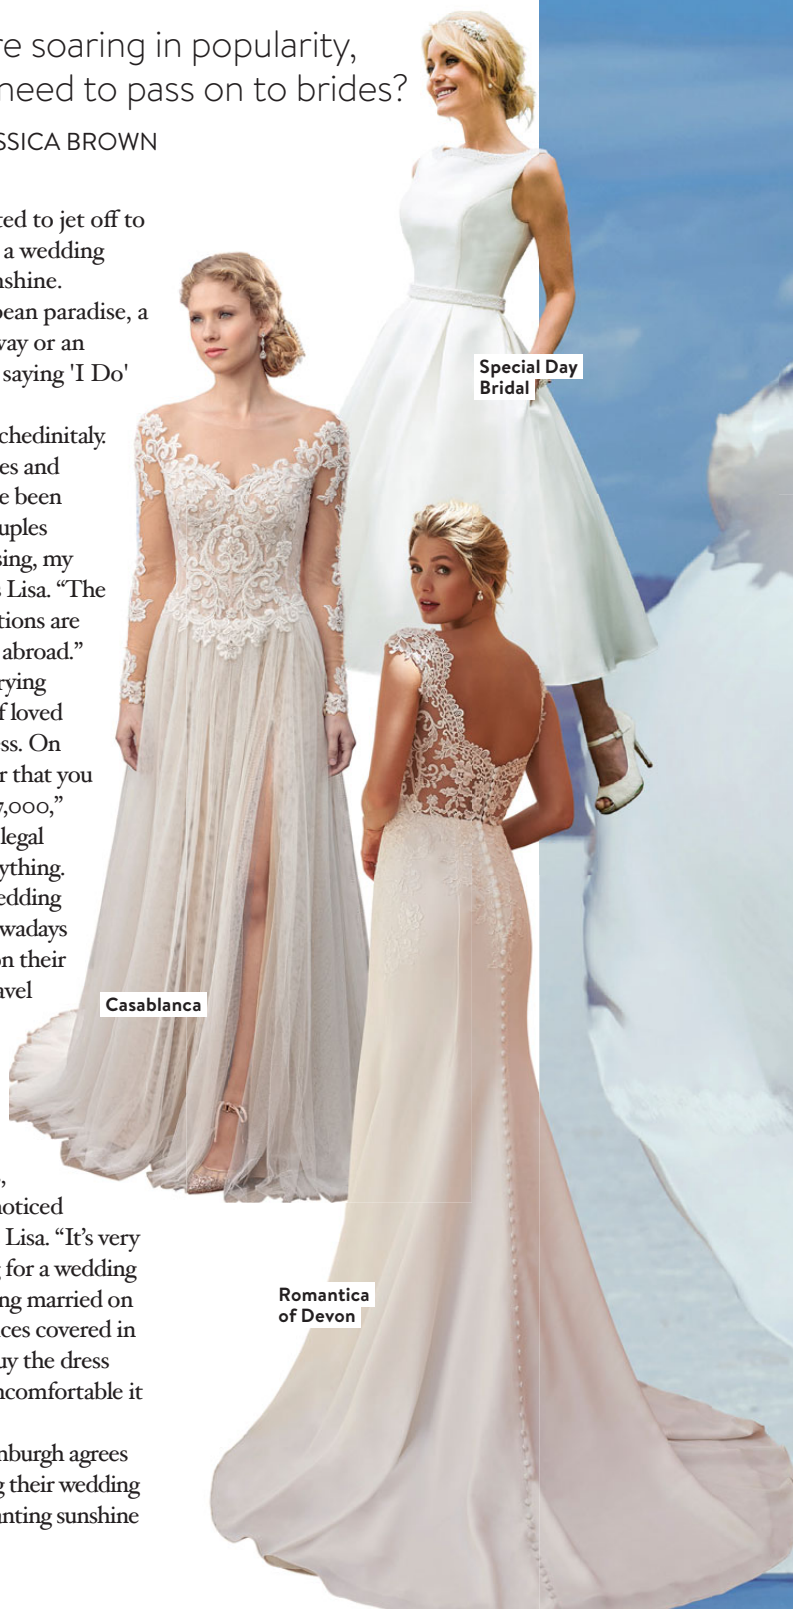 re soaring in popularity,
need to pass on to brides?
SSICA BROWN
ted to jet off to
a wedding
nshine.
bean paradise, a
way or an
saying 'I Do'
chedinitaly.
es and
e been
uples
sing, my
s Lisa. “The
tions are
abroad.”
rying
f loved
ss. On
r that you
7,000,”
legal
ything.
edding
wadays
on their
avel
,
noticed
Lisa. “It’s very
g for a wedding
ng married on
ces covered in
uy the dress
ncomfortable it
nburgh agrees
g their wedding
anting sunshine
Special Day
Bridal
Casablanca
Romantica
of Devon